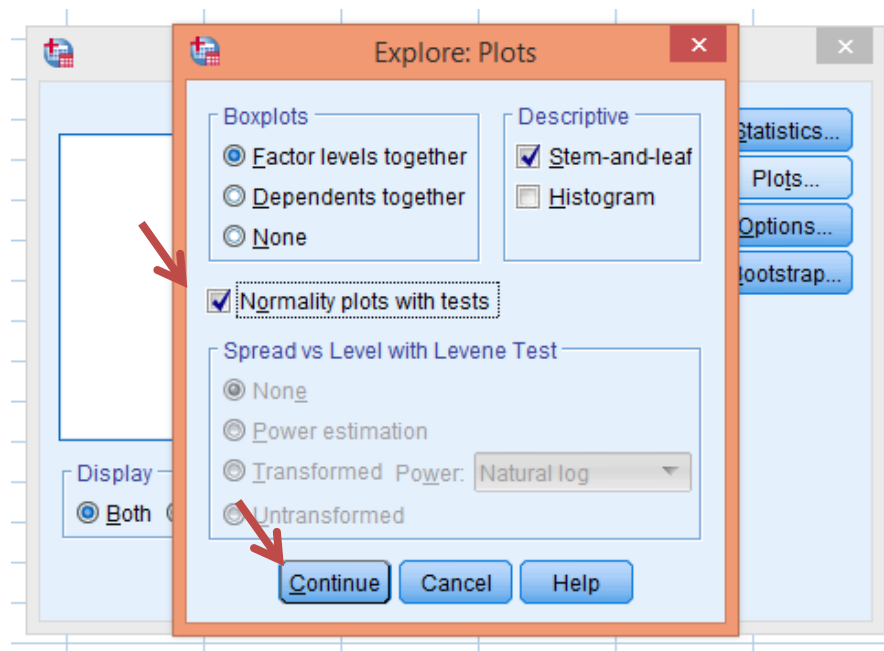 Explore: Plots
Boxplots
Factor levels together
Dependents together
None
Descriptive
Stem-and-leaf
Histogram
Normality plots with tests
Spread vs Level with Levene Test
None
Power estimation
Transformed Power: Natural log
Untransformed
Continue Cancel Help
Statistics...
Plots...
Options...
ootstrap...
Display
Both